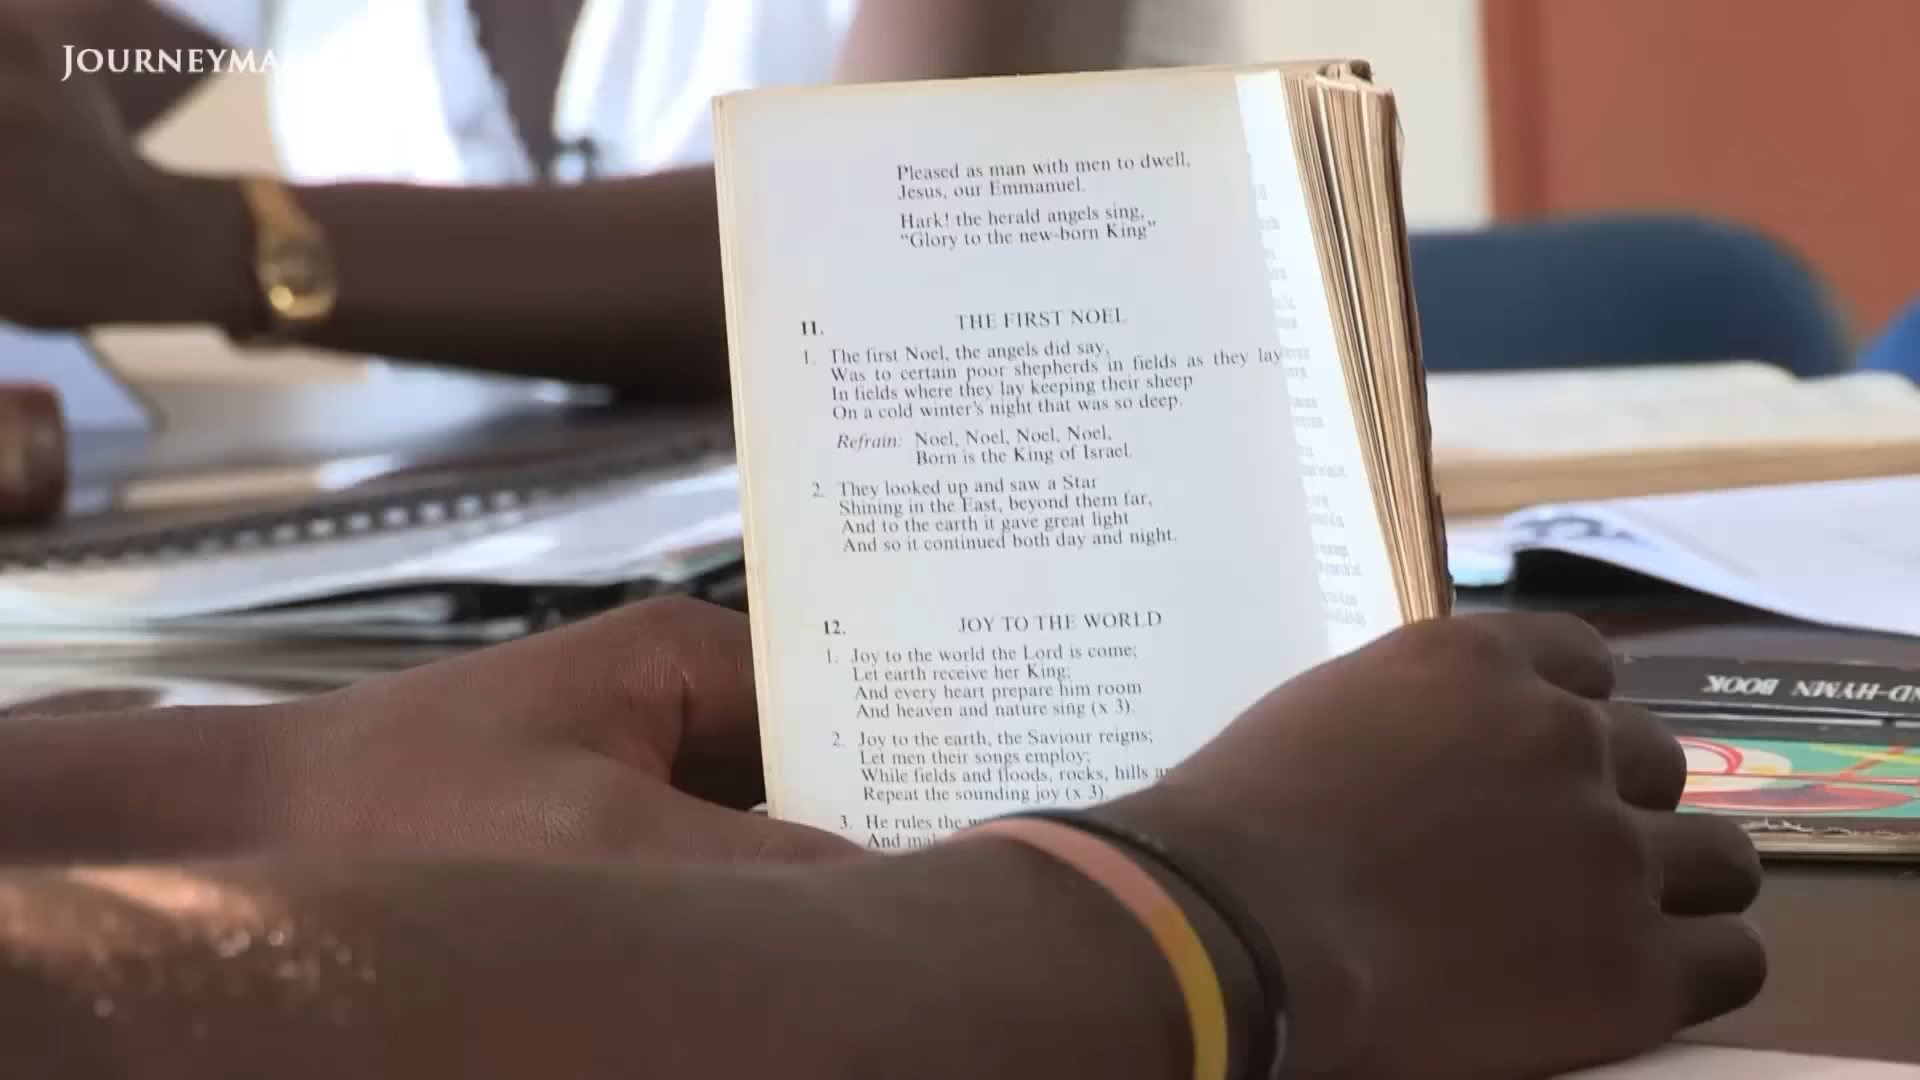 JOURNEYMA
Pleased as man with men to dwell,
Jesus, our Emmanuel.
Hark! the herald angels sing,
“Glory to the new-born King”
11. THE FIRST NOEL
1. The first Noel, the angels did say,
Was to certain poor shepherds in fields as they lay
In fields where they lay keeping their sheep
On a cold winter's night that was so deep.
Refrain: Noel, Noel, Noel, Noel,
Born is the King of Israel.
2. They looked up and saw a Star
Shining in the East, beyond them far,
And to the earth it gave great light
And so it continued both day and night.
12. JOY TO THE WORLD
1. Joy to the world the Lord is come;
Let earth receive her King;
And every heart prepare him room
And heaven and nature sing (x 3).
2. Joy to the earth, the Saviour reigns;
Let men their songs employ;
While fields and floods, rocks, hills
Repeat the sounding joy (x 3).
3. He rules the
And
ND-HYMN BOOK